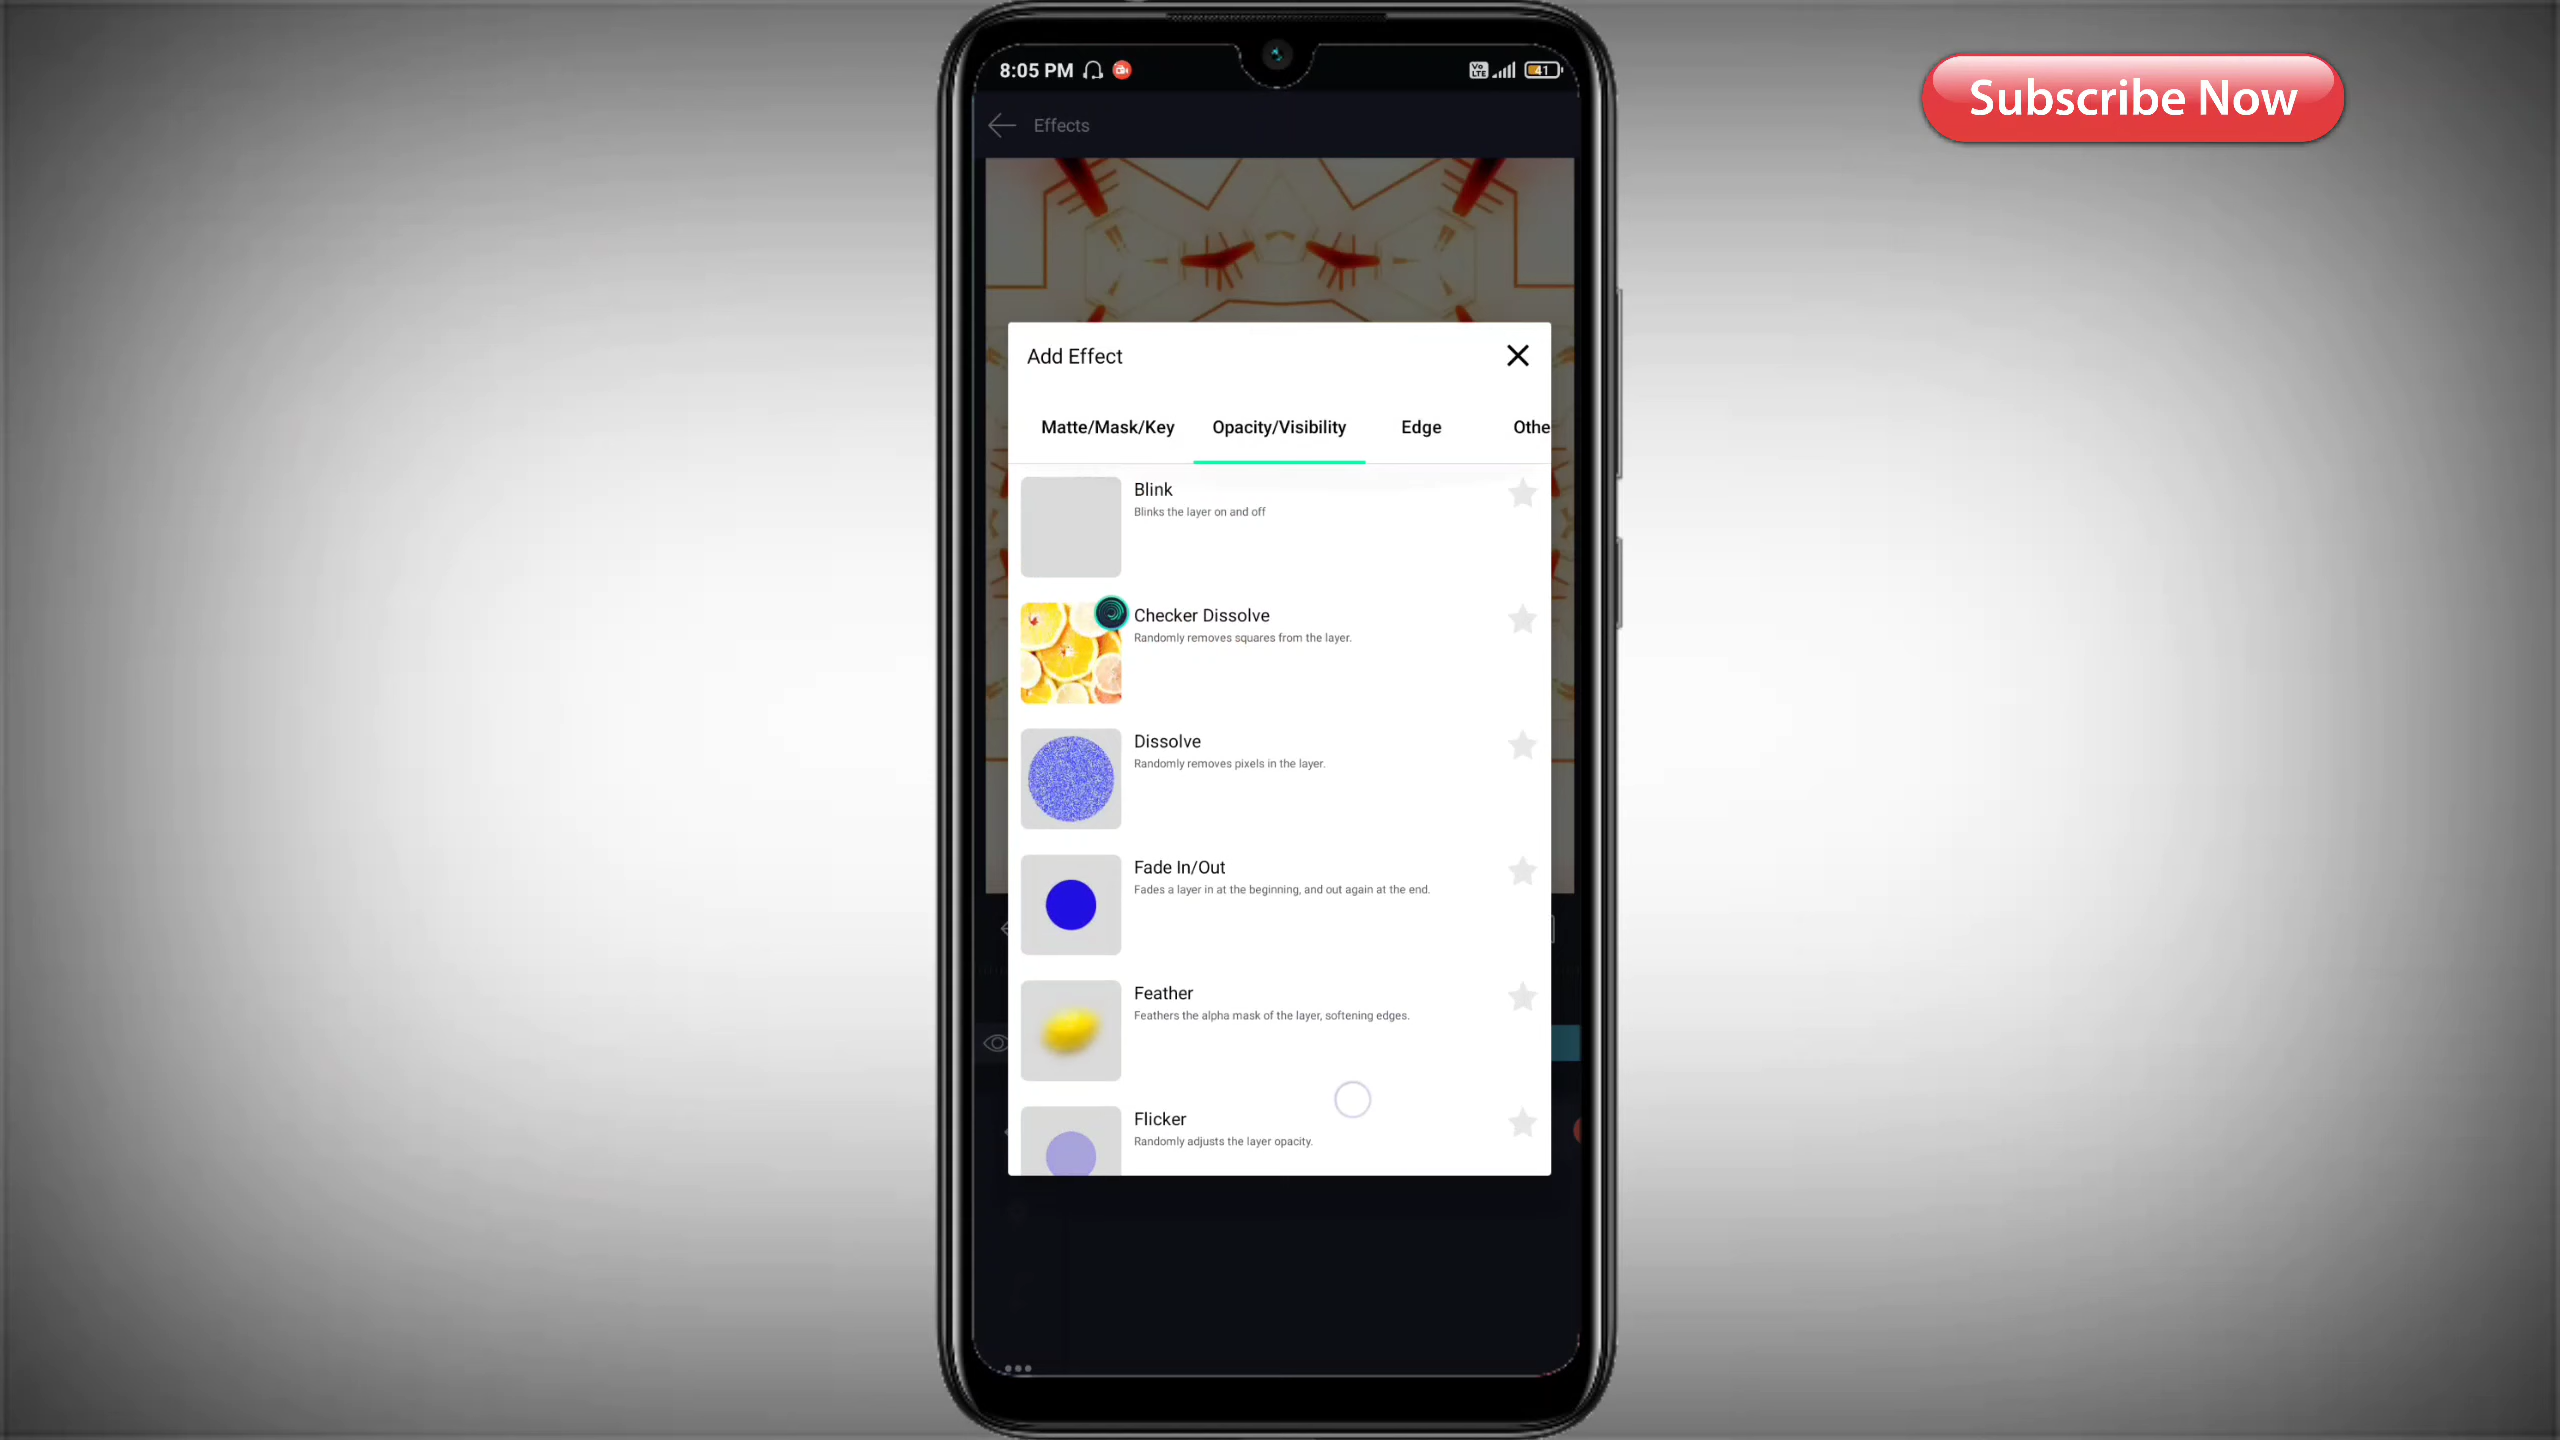 8:05 PM
Vo LTE
41
Subscribe Now
Effects
Add Effect
Matte/Mask/Key
Opacity/Visibility
Edge
Othe
Blink
Blinks the layer on and off
Checker Dissolve
Randomly removes squares from the layer.
Dissolve
Randomly removes pixels in the layer.
Fade In/Out
Fades a layer in at the beginning, and out again at the end.
Feather
Feathers the alpha mask of the layer, softening edges.
Flicker
Randomly adjusts the layer opacity.